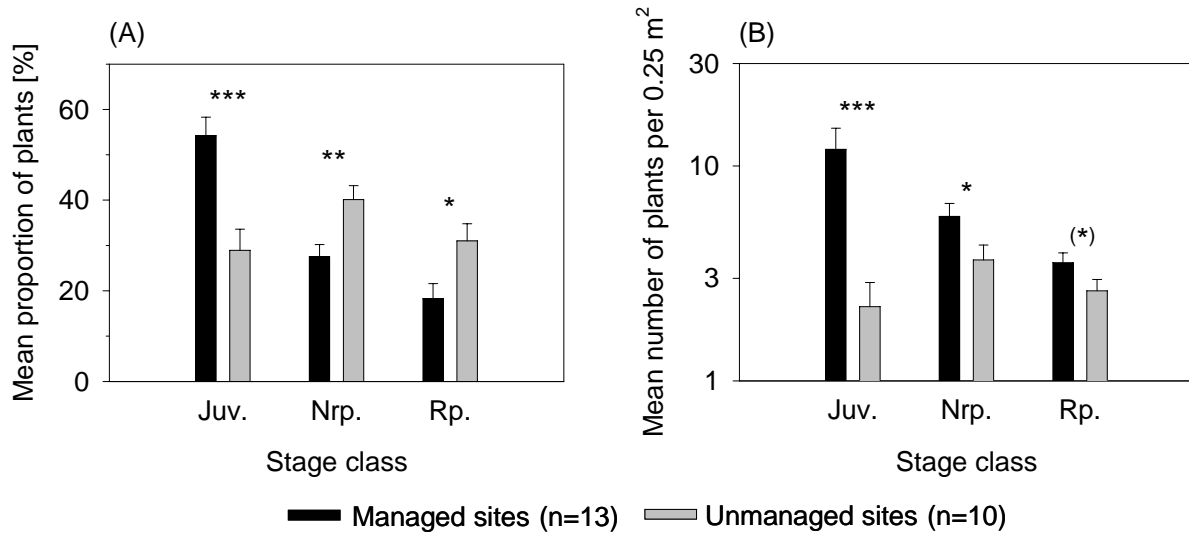 (A)
Mean proportion of plants [%]
60
40
20
0
***
**
*
Juv. Nrp. Rp.
Stage class
(B)
Mean number of plants per 0.25 m²
30
10
3
1
***
*
(*)
Juv. Nrp. Rp.
Stage class
Managed sites (n=13) Unmanaged sites (n=10)